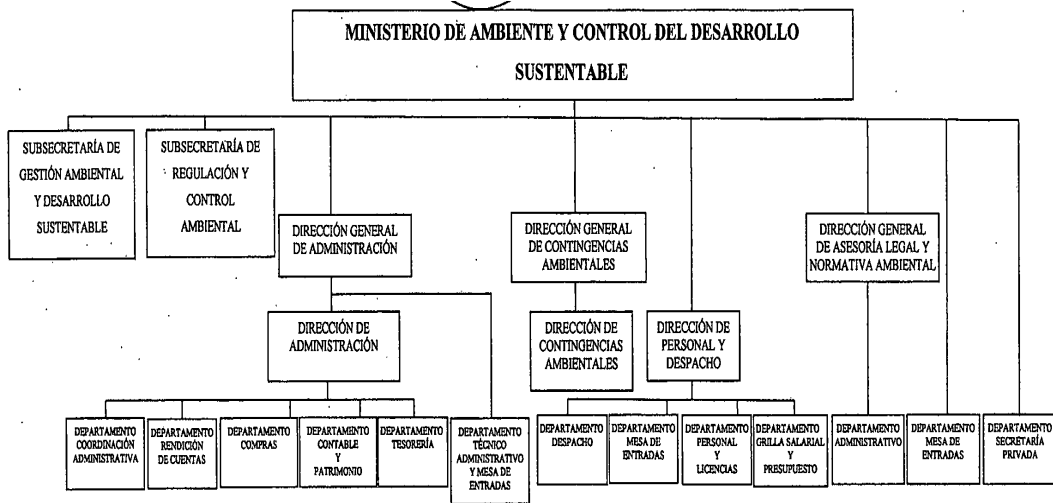 MINISTERIO DE AMBIENTE Y CONTROL DEL DESARROLLO
SUSTENTABLE
SUBSECRETARÍA DE
GESTIÓN AMBIENTAL
Y DESARROLLO
SUSTENTABLE
SUBSECRETARÍA DE
REGULACIÓN Y
CONTROL
AMBIENTAL
DIRECCIÓN GENERAL
DE ADMINISTRACIÓN
DIRECCIÓN GENERAL
DE CONTINGENCIAS
AMBIENTALES
DIRECCIÓN GENERAL
DE ASESORÍA LEGAL Y
NORMATIVA AMBIENTAL
DIRECCIÓN DE
ADMINISTRACIÓN
DIRECCIÓN DE
CONTINGENCIAS
AMBIENTALES
DIRECCIÓN DE
PERSONAL Y
DESPACHO
DEPARTAMENTO
COORDINACIÓN
ADMINISTRATIVA
DEPARTAMENTO
RENDICIÓN
DE CUENTAS
DEPARTAMENTO
COMPRAS
DEPARTAMENTO
CONTABLE
Y
PATRIMONIO
DEPARTAMENTO
TESORERÍA
DEPARTAMENTO
TÉCNICO
ADMINISTRATIVO
Y MESA DE
ENTRADAS
DEPARTAMENTO
DESPACHO
DEPARTAMENTO
MESA DE
ENTRADAS
DEPARTAMENTO
PERSONAL
Y
LICENCIAS
DEPARTAMENTO
GRILLA SALARIAL
Y
PRESUPUESTO
DEPARTAMENTO
ADMINISTRATIVO
DEPARTAMENTO
MESA DE
ENTRADAS
DEPARTAMENTO
SECRETARÍA
PRIVADA